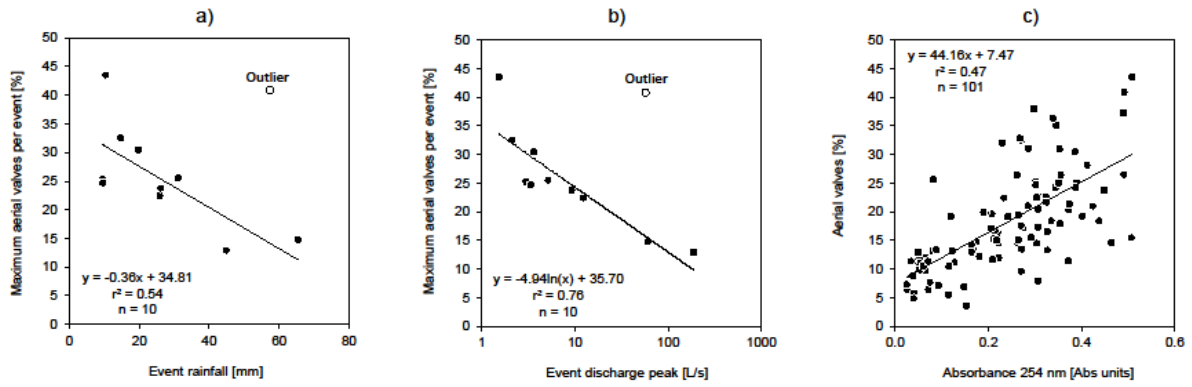 a)
Maximum aerial valves per event [%]
50
45
40
35
30
25
20
15
10
5
0
Outlier
y = -0.36x + 34.81
r² = 0.54
n = 10
0 20 40 60 80
Event rainfall [mm]
b)
Maximum aerial valves per event [%]
50
45
40
35
30
25
20
15
10
5
0
Outlier
y = -4.94ln(x) + 35.70
r² = 0.76
n = 10
1 10 100 1000
Event discharge peak [L/s]
c)
Aerial valves [%]
50
45
40
35
30
25
20
15
10
5
0
y = 44.16x + 7.47
r² = 0.47
n = 101
0.0 0.2 0.4 0.6
Absorbance 254 nm [Abs units]